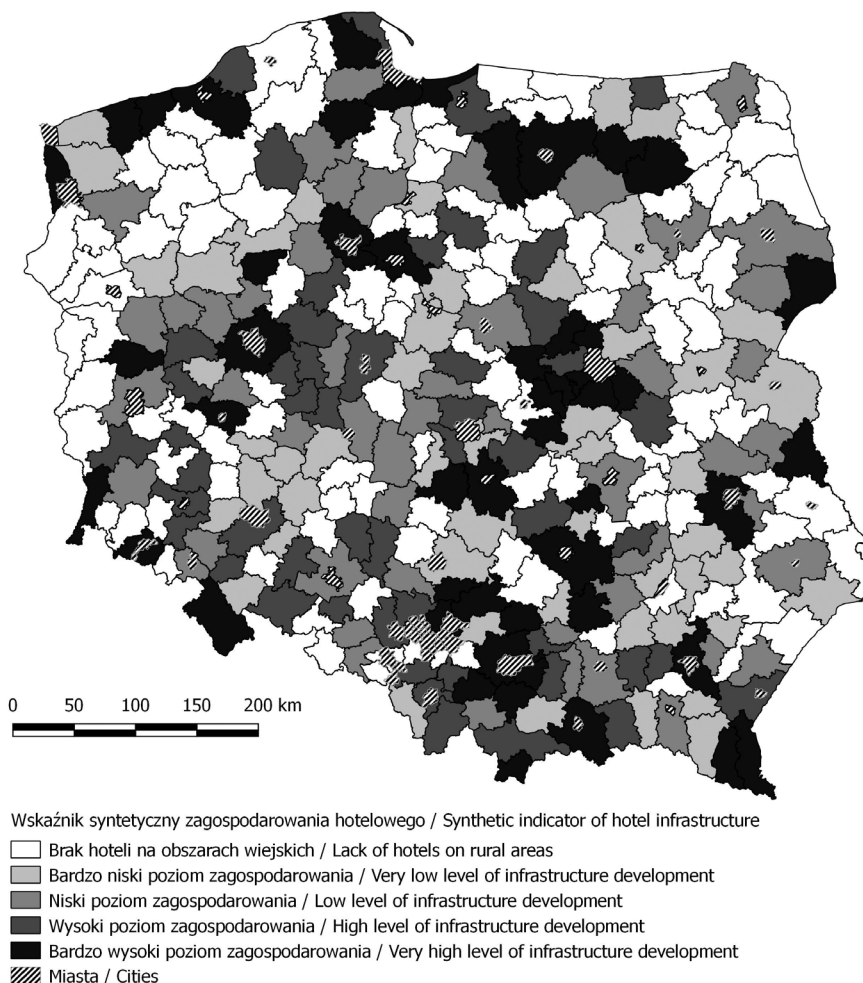 0 50 100 150 200 km
Wskaźnik syntetyczny zagospodarowania hotelowego / Synthetic indicator of hotel infrastructure
Brak hoteli na obszarach wiejskich / Lack of hotels on rural areas
Bardzo niski poziom zagospodarowania / Very low level of infrastructure development
Niski poziom zagospodarowania / Low level of infrastructure development
Wysoki poziom zagospodarowania / High level of infrastructure development
Bardzo wysoki poziom zagospodarowania / Very high level of infrastructure development
Miasta / Cities